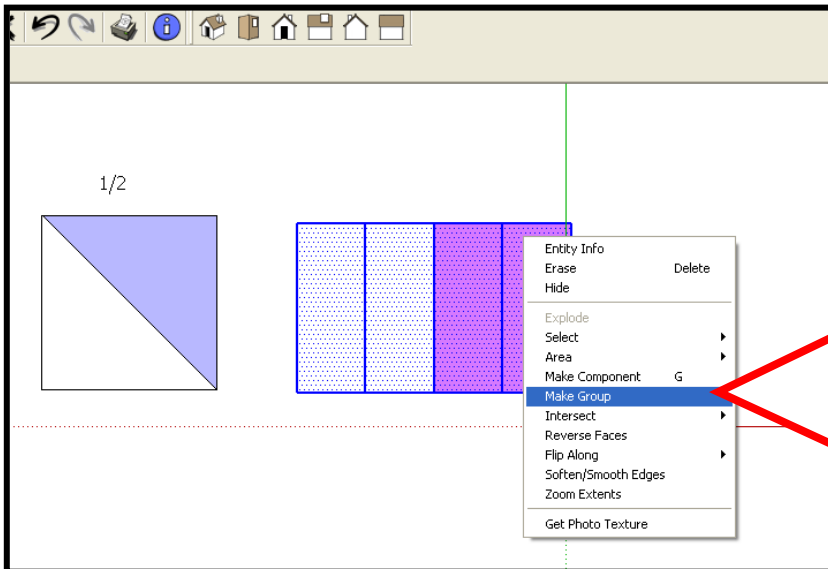 1/2
Entity Info
Erase Delete
Hide
Explode
Select
Area
Make Component G
Make Group
Intersect
Reverse Faces
Flip Along
Soften/Smooth Edges
Zoom Extents
Get Photo Texture